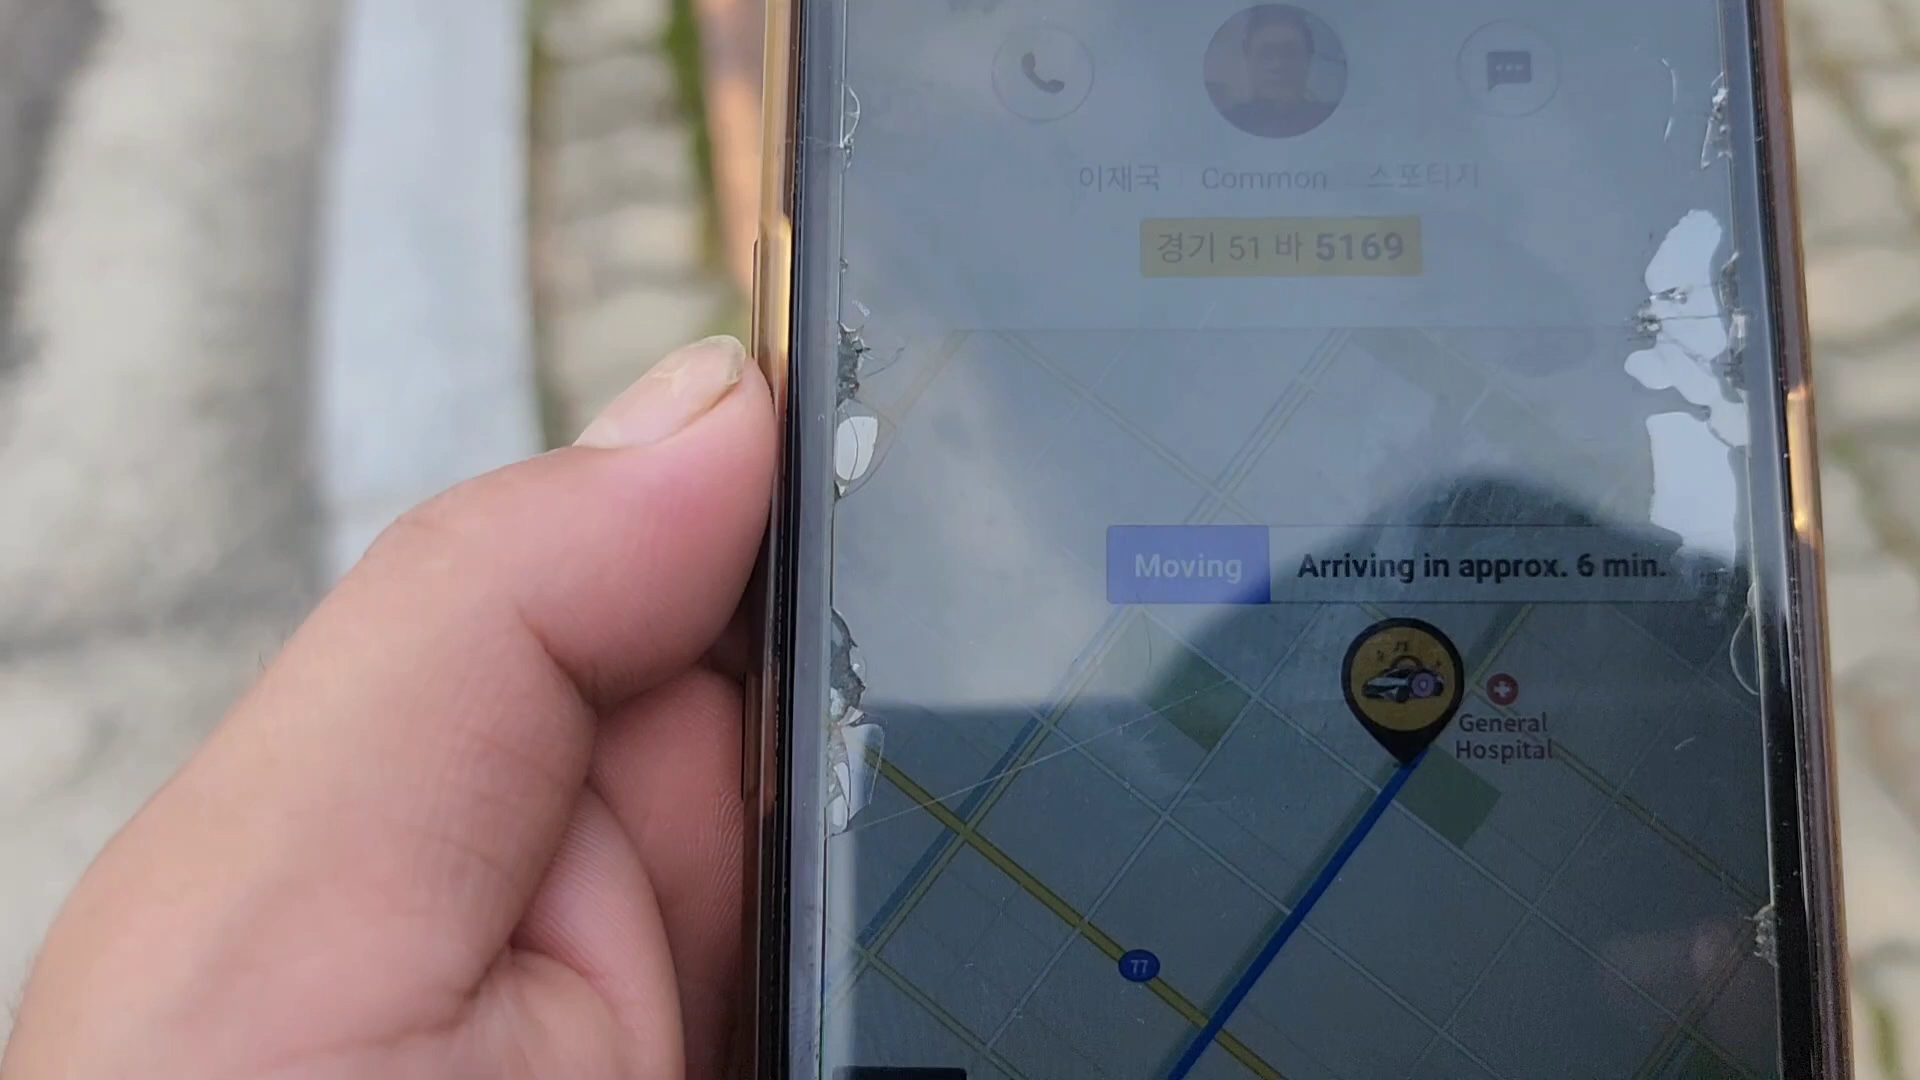 이재국 Common 스포티지
경기 51 바 5169
Moving Arriving in approx. 6 min.
General
Hospital
77